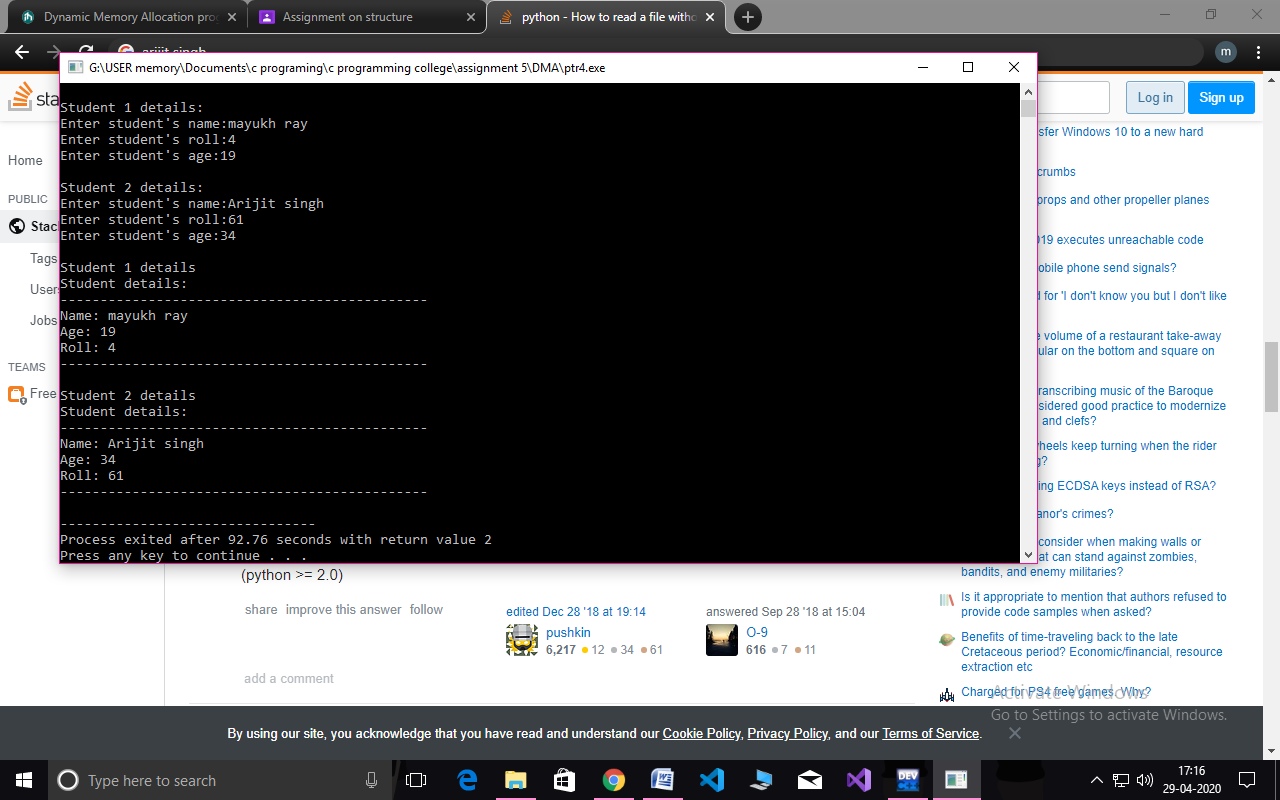 Dynamic Memory Allocation pro
Assignment on structure
python - How to read a file witho
arijit singh
m
G:\USER memory\Documents\c programing\c programming college\assignment 5\DMA\ptr4.exe
Student 1 details:
Enter student's name:mayukh ray
Enter student's roll:4
Enter student's age:19
Student 2 details:
Enter student's name:Arijit singh
Enter student's roll:61
Enter student's age:34
Student 1 details
Student details:
----------------------------------------------
Name: mayukh ray
Age: 19
Roll: 4
----------------------------------------------
Student 2 details
Student details:
----------------------------------------------
Name: Arijit singh
Age: 34
Roll: 61
----------------------------------------------
--------------------------------
Process exited after 92.76 seconds with return value 2
Press any key to continue . . .
Home
PUBLIC
Stac
Tags
Users
Jobs
TEAMS
Free
Log in
Sign up
sfer Windows 10 to a new hard
crumbs
props and other propeller planes
019 executes unreachable code
obile phone send signals?
d for 'I don't know you but I don't like
e volume of a restaurant take-away
ular on the bottom and square on
transcribing music of the Baroque
sidered good practice to modernize
and clefs?
wheels keep turning when the rider
g?
ing ECDSA keys instead of RSA?
anor's crimes?
consider when making walls or
at can stand against zombies,
bandits, and enemy militaries?
Is it appropriate to mention that authors refused to
provide code samples when asked?
Benefits of time-traveling back to the late
Cretaceous period? Economic/financial, resource
extraction etc
Charged for PS4 free games. Why?
(python >= 2.0)
share improve this answer follow
edited Dec 28 '18 at 19:14
pushkin
6,217 12 34 61
answered Sep 28 '18 at 15:04
O-9
616 7 11
add a comment
Activate Windows
Go to Settings to activate Windows.
By using our site, you acknowledge that you have read and understand our Cookie Policy, Privacy Policy, and our Terms of Service.
Type here to search
DEV
17:16
29-04-2020